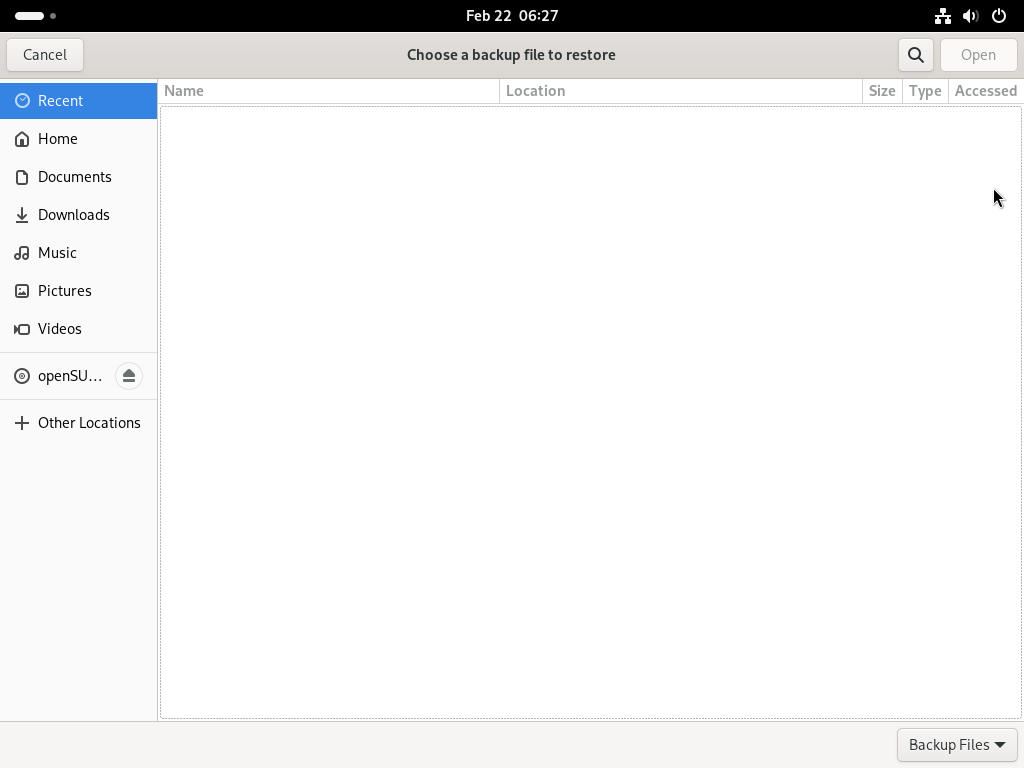 Feb 22 06:27
Cancel
Choose a backup file to restore
Open
Name
Location
Size
Type
Accessed
Recent
Home
Documents
Downloads
Music
Pictures
Videos
openSU…
Other Locations
Backup Files